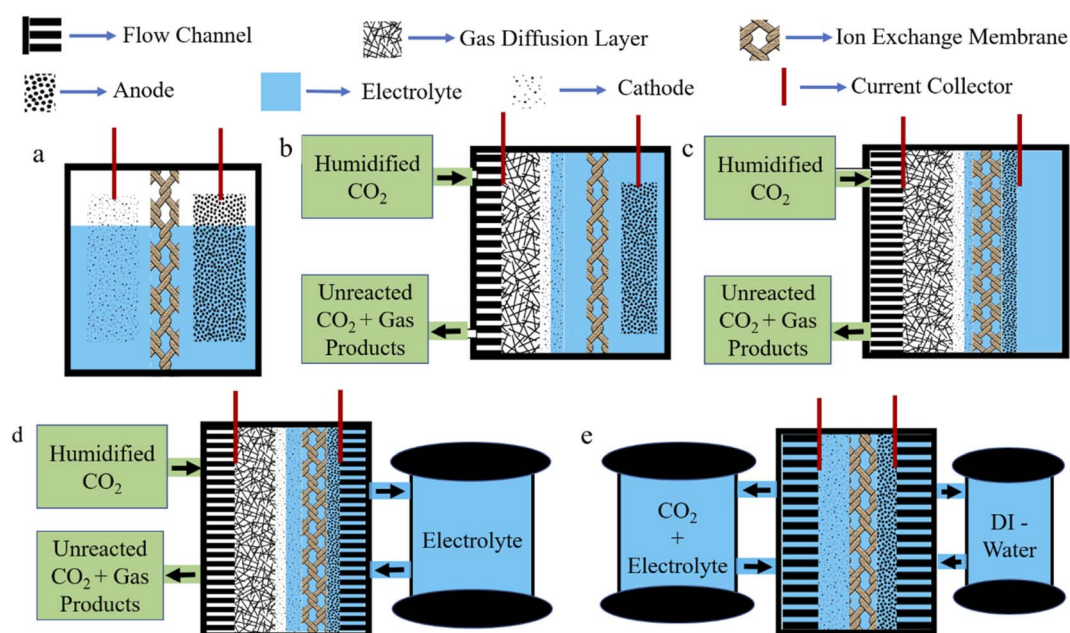 Flow Channel
Gas Diffusion Layer
Ion Exchange Membrane
Anode
Electrolyte
Cathode
Current Collector
a
b
Humidified
CO2
Unreacted
CO2 + Gas
Products
c
Humidified
CO2
Unreacted
CO2 + Gas
Products
d
Humidified
CO2
Unreacted
CO2 + Gas
Products
Electrolyte
e
CO2
+
Electrolyte
DI -
Water